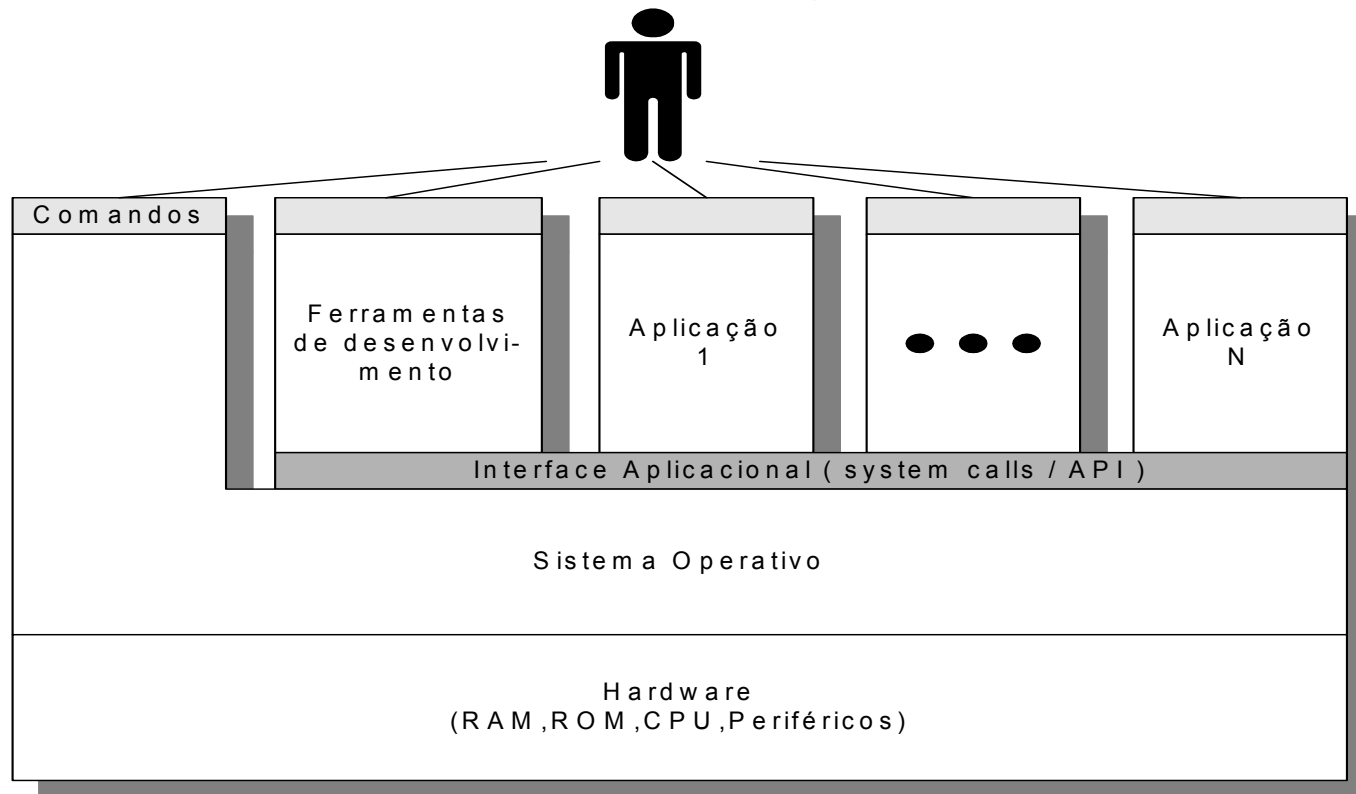 Comandos
Ferramentas
de desenvolvi-
mento
Aplicação
1
Aplicação
N
Interface Aplicacional ( system calls / API )
Sistema Operativo
Hardware
(RAM,ROM,CPU,Periféricos)